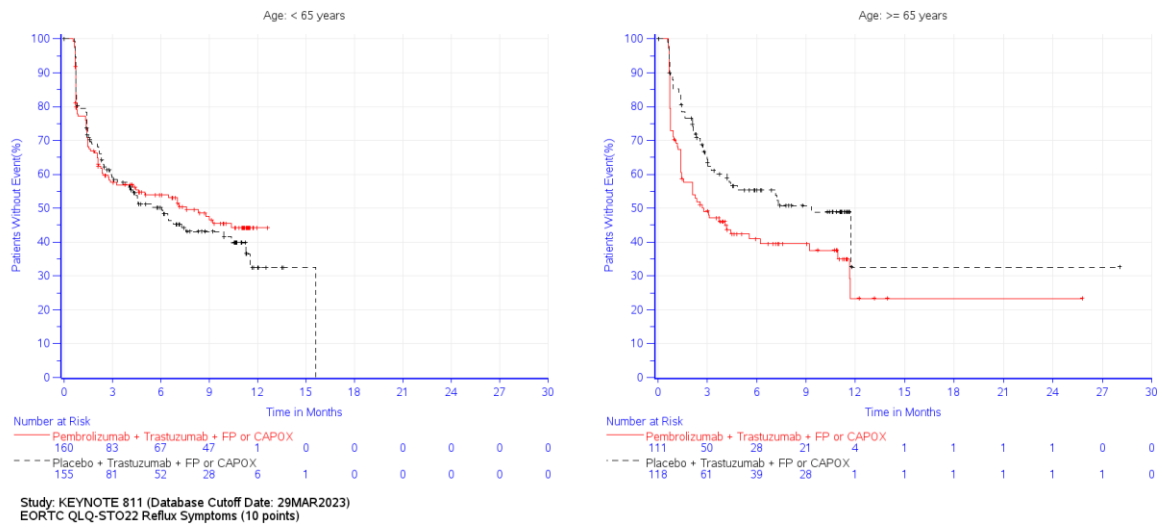 Age: < 65 years
100
90
80
70
60
50
40
30
20
10
0
Patients Without Event(%)
0 3 6 9 12 15 18 21 24 27 30
Time in Months
Number at Risk
Pembrolizumab + Trastuzumab + FP or CAPOX
160 83 67 47 1 0 0 0 0 0 0
Placebo + Trastuzumab + FP or CAPOX
155 81 52 28 6 1 0 0 0 0 0
Age: >= 65 years
100
90
80
70
60
50
40
30
20
10
0
Patients Without Event(%)
0 3 6 9 12 15 18 21 24 27 30
Time in Months
Number at Risk
Pembrolizumab + Trastuzumab + FP or CAPOX
111 50 28 21 4 1 1 1 1 0 0
Placebo + Trastuzumab + FP or CAPOX
118 61 39 28 1 1 1 1 1 1 0
Study: KEYNOTE 811 (Database Cutoff Date: 29MAR2023)
EORTC QLQ-STO22 Reflux Symptoms (10 points)